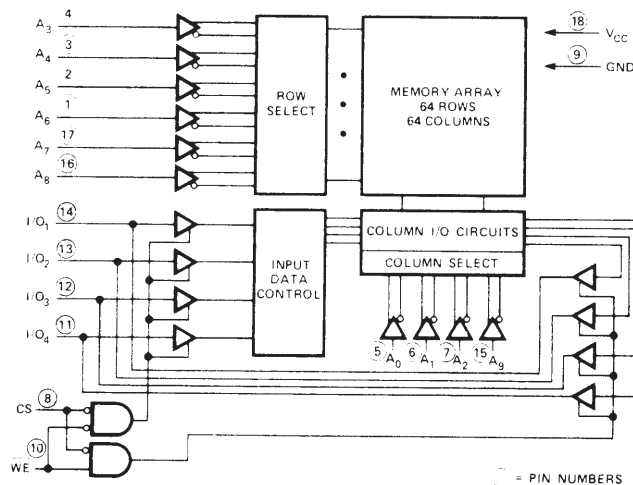 A3 4
A4 3
A5 2
A6 1
A7 17
A8 16
ROW
SELECT
MEMORY ARRAY
64 ROWS
64 COLUMNS
18 VCC
9 GND
I/O1 14
I/O2 13
I/O3 12
I/O4 11
INPUT
DATA
CONTROL
COLUMN I/O CIRCUITS
COLUMN SELECT
5 A0 6 A1 7 A2 15 A9
CS 8
WE 10
= PIN NUMBERS